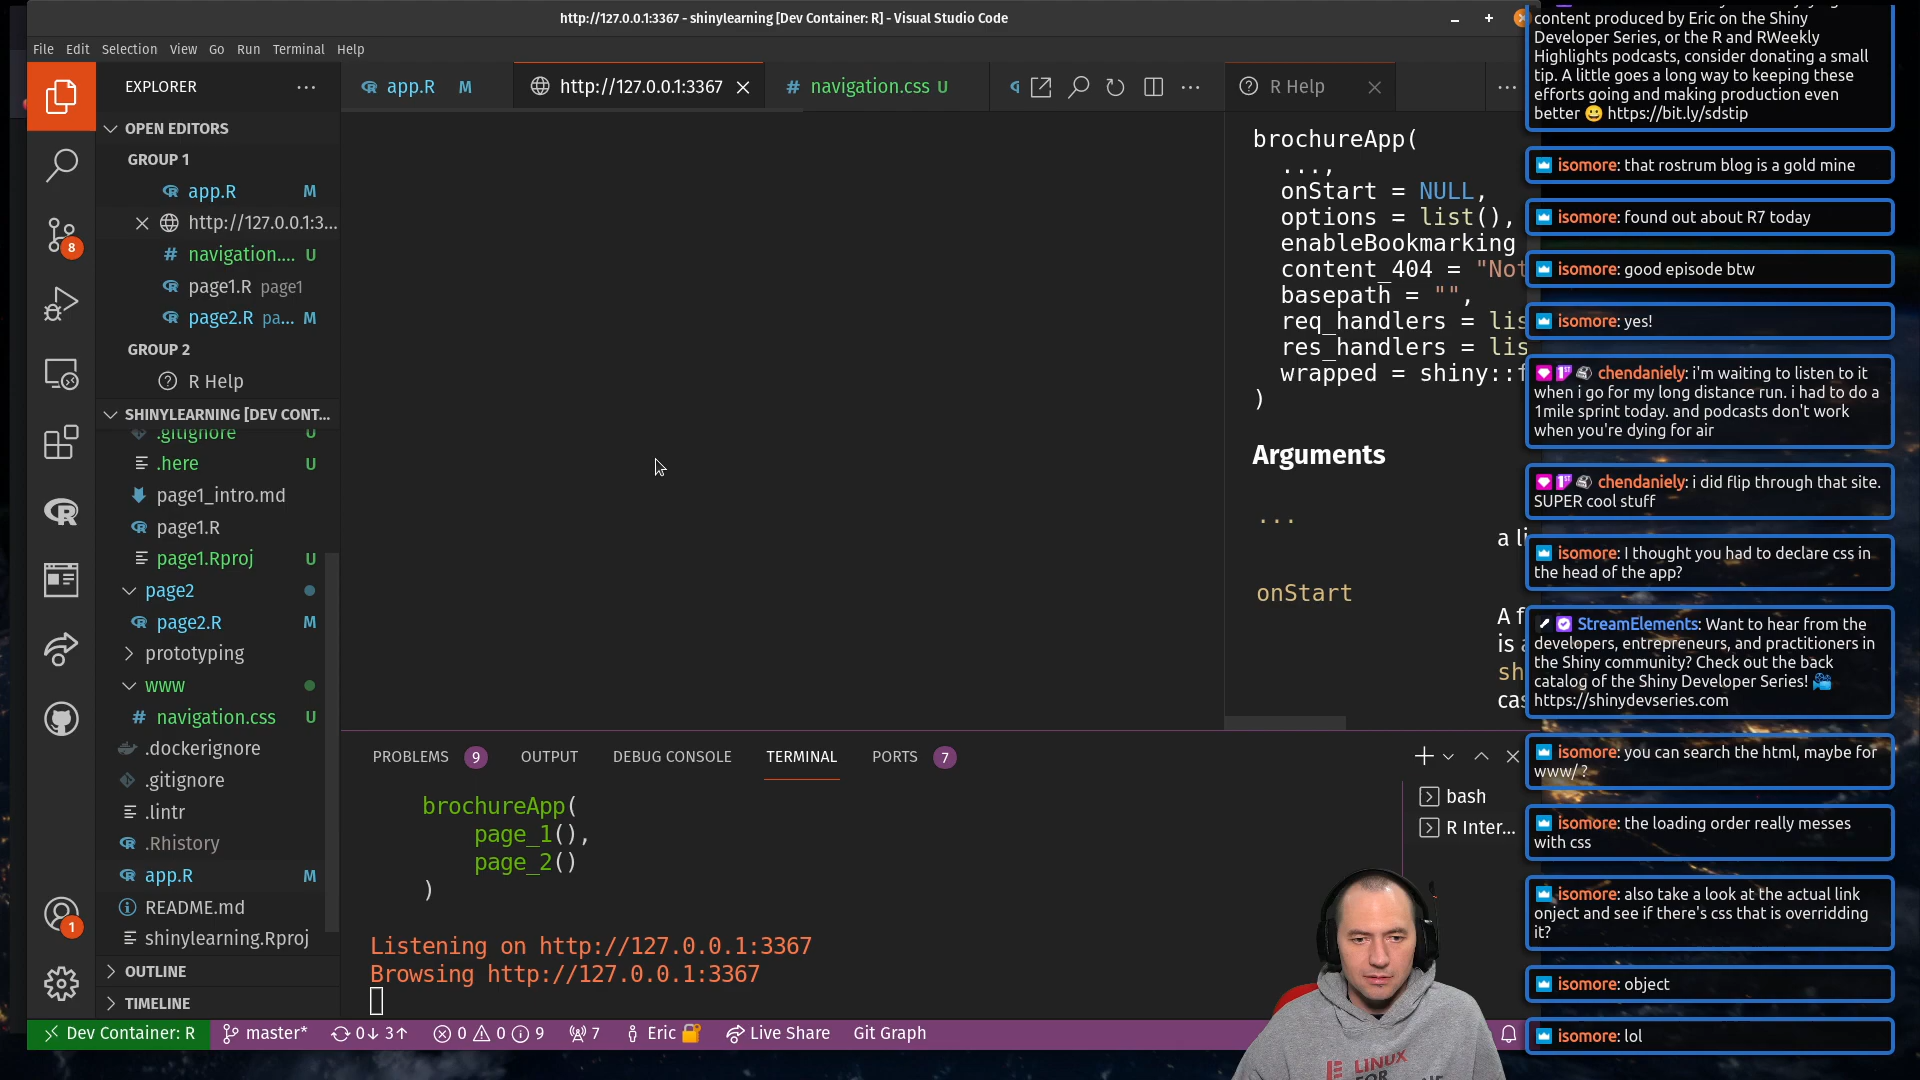 http://127.0.0.1:3367 - shinylearning [Dev Container: R] - Visual Studio Code
File Edit Selection View Go Run Terminal Help
EXPLORER
OPEN EDITORS
GROUP 1
app.R M
http://127.0.0.1:3...
navigation.... U
page1.R page1
page2.R pa... M
GROUP 2
R Help
SHINYLEARNING [DEV CONT...
.gitignore U
.here U
page1_intro.md
page1.R
page1.Rproj U
page2
page2.R M
prototyping
www
navigation.css U
.dockerignore
.gitignore
.lintr
.Rhistory
app.R M
README.md
shinylearning.Rproj
OUTLINE
TIMELINE
8
1
app.R M
http://127.0.0.1:3367
navigation.css U
R Help
brochureApp(
...,
onStart = NULL,
options = list(),
enableBookmarking
content_404 = "Not
basepath = "",
req_handlers = lis
res_handlers = lis
wrapped = shiny::f
)
Arguments
...
a li
onStart
A f
is a
sh
cas
PROBLEMS 9 OUTPUT DEBUG CONSOLE TERMINAL PORTS 7
brochureApp(
page_1(),
page_2()
)
Listening on http://127.0.0.1:3367
Browsing http://127.0.0.1:3367
bash
R Inter...
Dev Container: R master* 0↓ 3↑ 0 0 9 7 Eric Live Share Git Graph
LINUX
FOR
content produced by Eric on the Shiny
Developer Series, or the R and RWeekly
Highlights podcasts, consider donating a small
tip. A little goes a long way to keeping these
efforts going and making production even
better 😀 https://bit.ly/sdstip
isomore: that rostrum blog is a gold mine
isomore: found out about R7 today
isomore: good episode btw
isomore: yes!
chendaniely: i'm waiting to listen to it
when i go for my long distance run. i had to do a
1mile sprint today. and podcasts don't work
when you're dying for air
chendaniely: i did flip through that site.
SUPER cool stuff
isomore: I thought you had to declare css in
the head of the app?
StreamElements: Want to hear from the
developers, entrepreneurs, and practitioners in
the Shiny community? Check out the back
catalog of the Shiny Developer Series!
https://shinydevseries.com
isomore: you can search the html, maybe for
www/ ?
isomore: the loading order really messes
with css
isomore: also take a look at the actual link
onject and see if there's css that is overridding
it?
isomore: object
isomore: lol